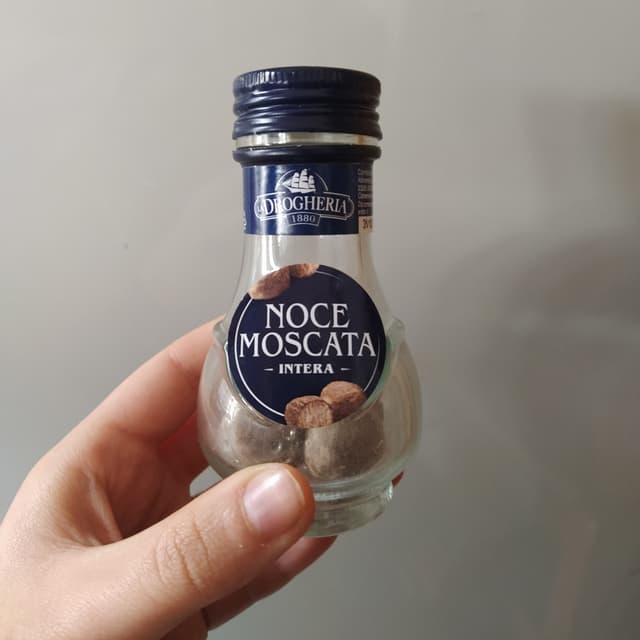 LA DROGHERIA
1880
NOCE
MOSCATA
- INTERA -